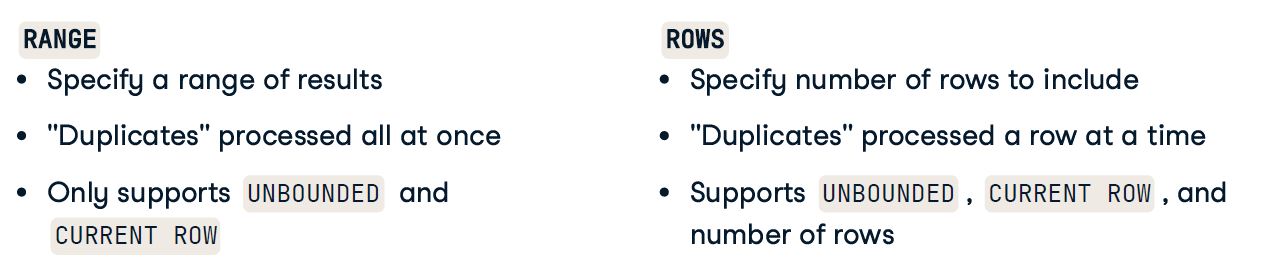 RANGE
• Specify a range of results
• "Duplicates" processed all at once
• Only supports UNBOUNDED and
CURRENT ROW
ROWS
• Specify number of rows to include
• "Duplicates" processed a row at a time
• Supports UNBOUNDED , CURRENT ROW , and
number of rows